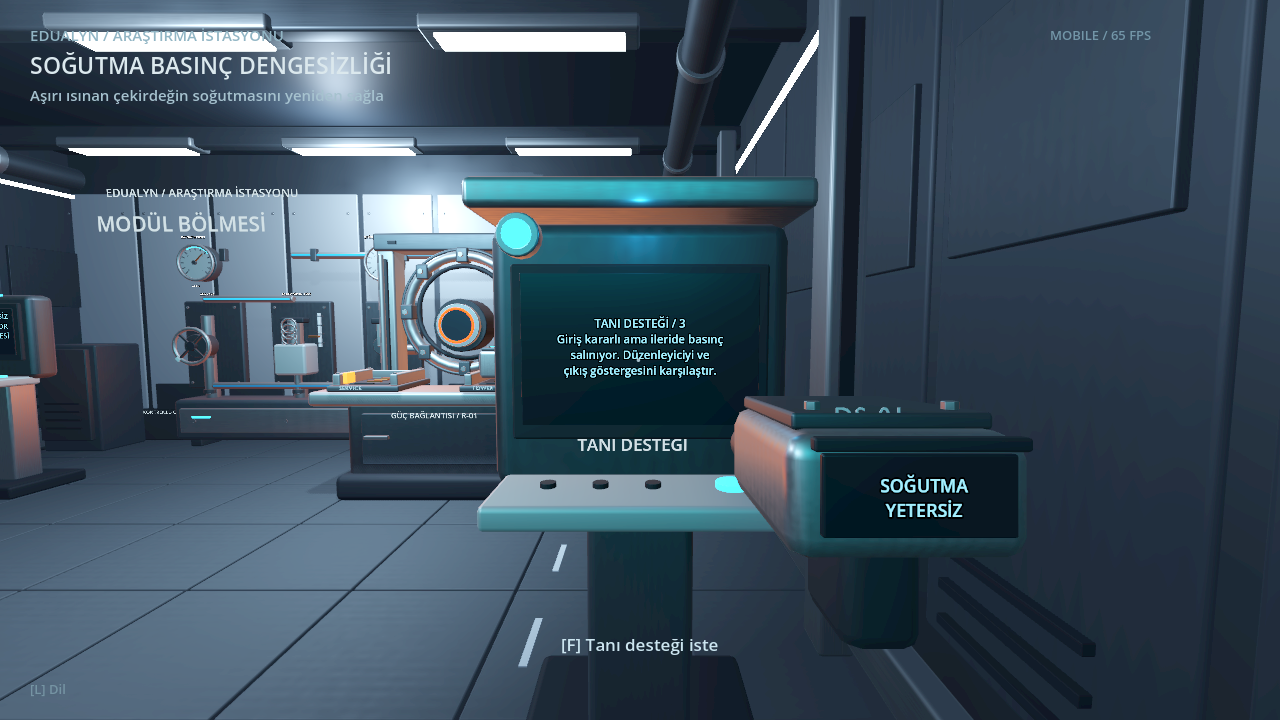 EDUALYN / ARAŞTIRMA İSTASYONU
MOBILE / 65 FPS
SOĞUTMA BASINÇ DENGESİZLİĞİ
Aşırı ısınan çekirdeğin soğutmasını yeniden sağla
EDUALYN / ARAŞTIRMA İSTASYONU
MODÜL BÖLMESİ
TANI DESTEĞİ / 3
Giriş kararlı ama ileride basınç
salınıyor. Düzenleyiciyi ve
çıkış göstergesini karşılaştır.
SERVICE
GÜÇ BAĞLANTISI / R-01
TANI DESTEGI
SOĞUTMA
YETERSİZ
[F] Tanı desteği iste
[L] Dil